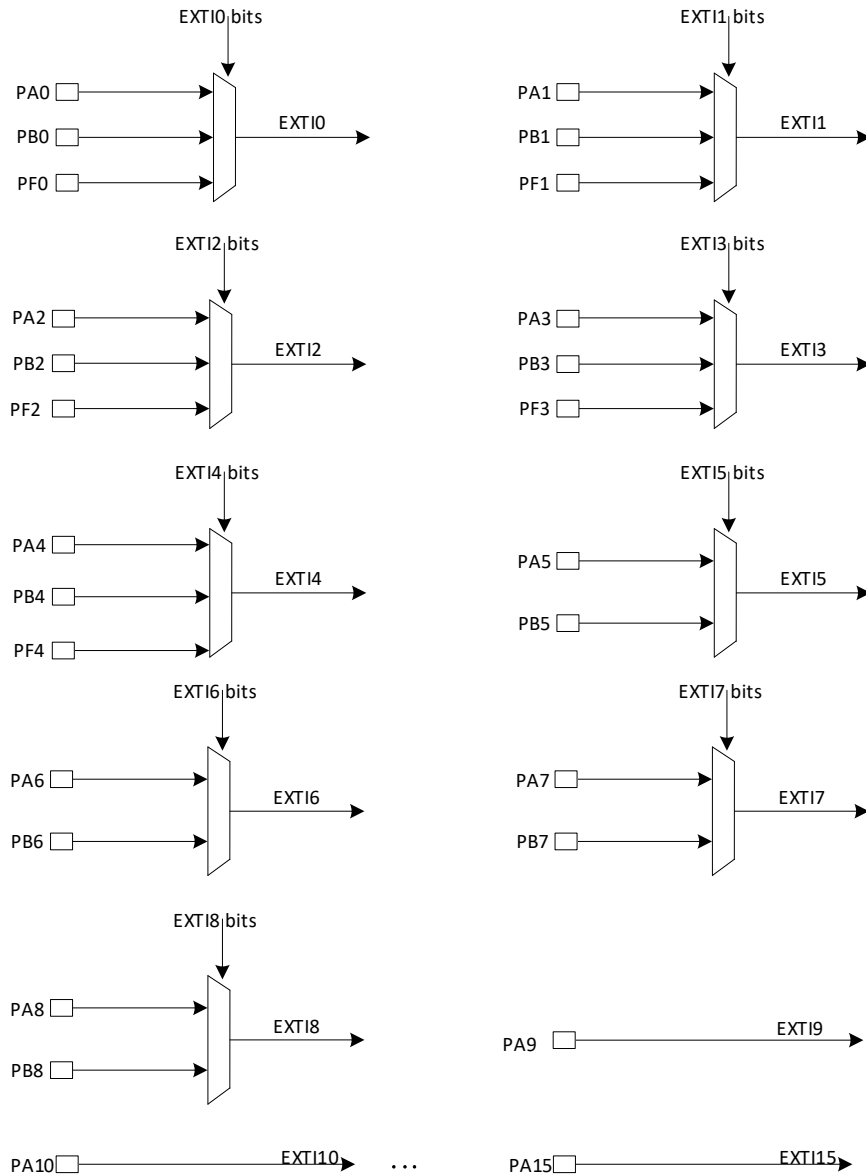 EXTI0 bits
PA0
PB0
PF0
EXTI0
EXTI1 bits
PA1
PB1
PF1
EXTI1
EXTI2 bits
PA2
PB2
PF2
EXTI2
EXTI3 bits
PA3
PB3
PF3
EXTI3
EXTI4 bits
PA4
PB4
PF4
EXTI4
EXTI5 bits
PA5
PB5
EXTI5
EXTI6 bits
PA6
PB6
EXTI6
EXTI7 bits
PA7
PB7
EXTI7
EXTI8 bits
PA8
PB8
EXTI8
PA9
EXTI9
PA10
EXTI10
...
PA15
EXTI15